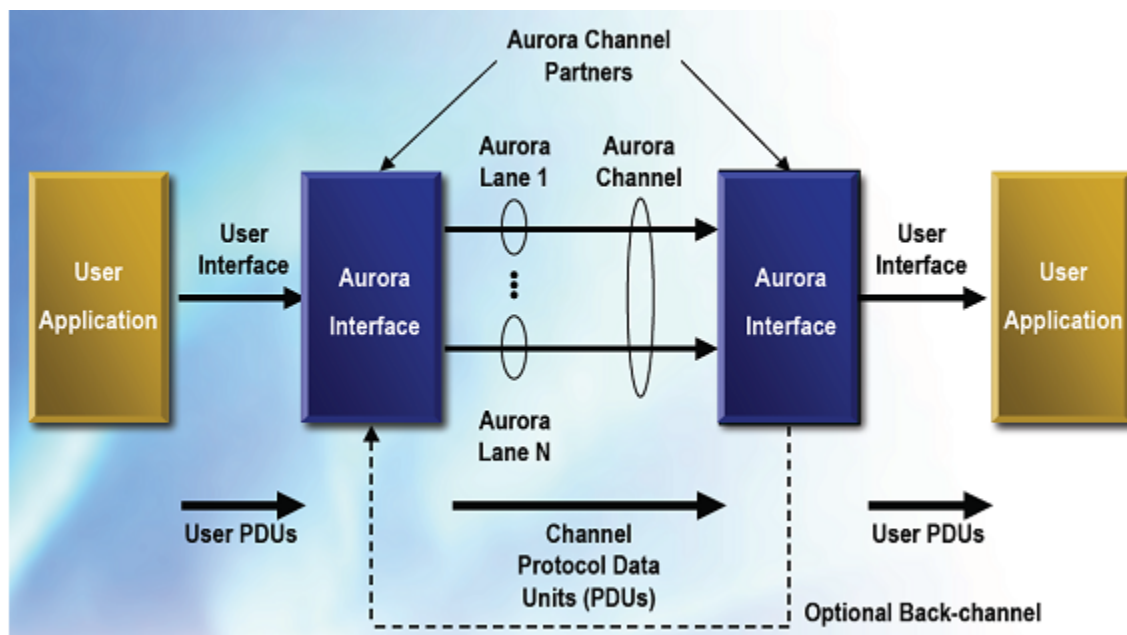 Aurora Channel
Partners
Aurora
Lane 1
Aurora
Channel
User
Interface
User
Interface
User
Application
Aurora
Interface
Aurora
Interface
User
Application
Aurora
Lane N
User PDUs
Channel
Protocol Data
Units (PDUs)
User PDUs
Optional Back-channel